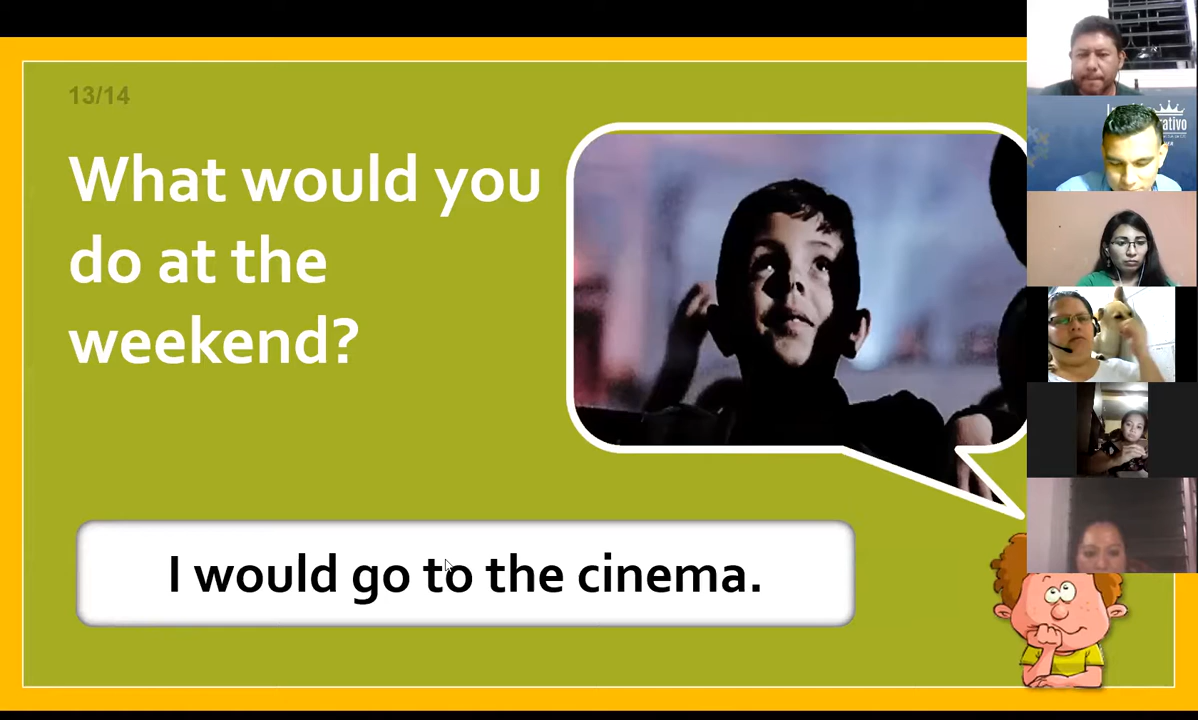 13/14
What would you
do at the
weekend?
I would go to the cinema.